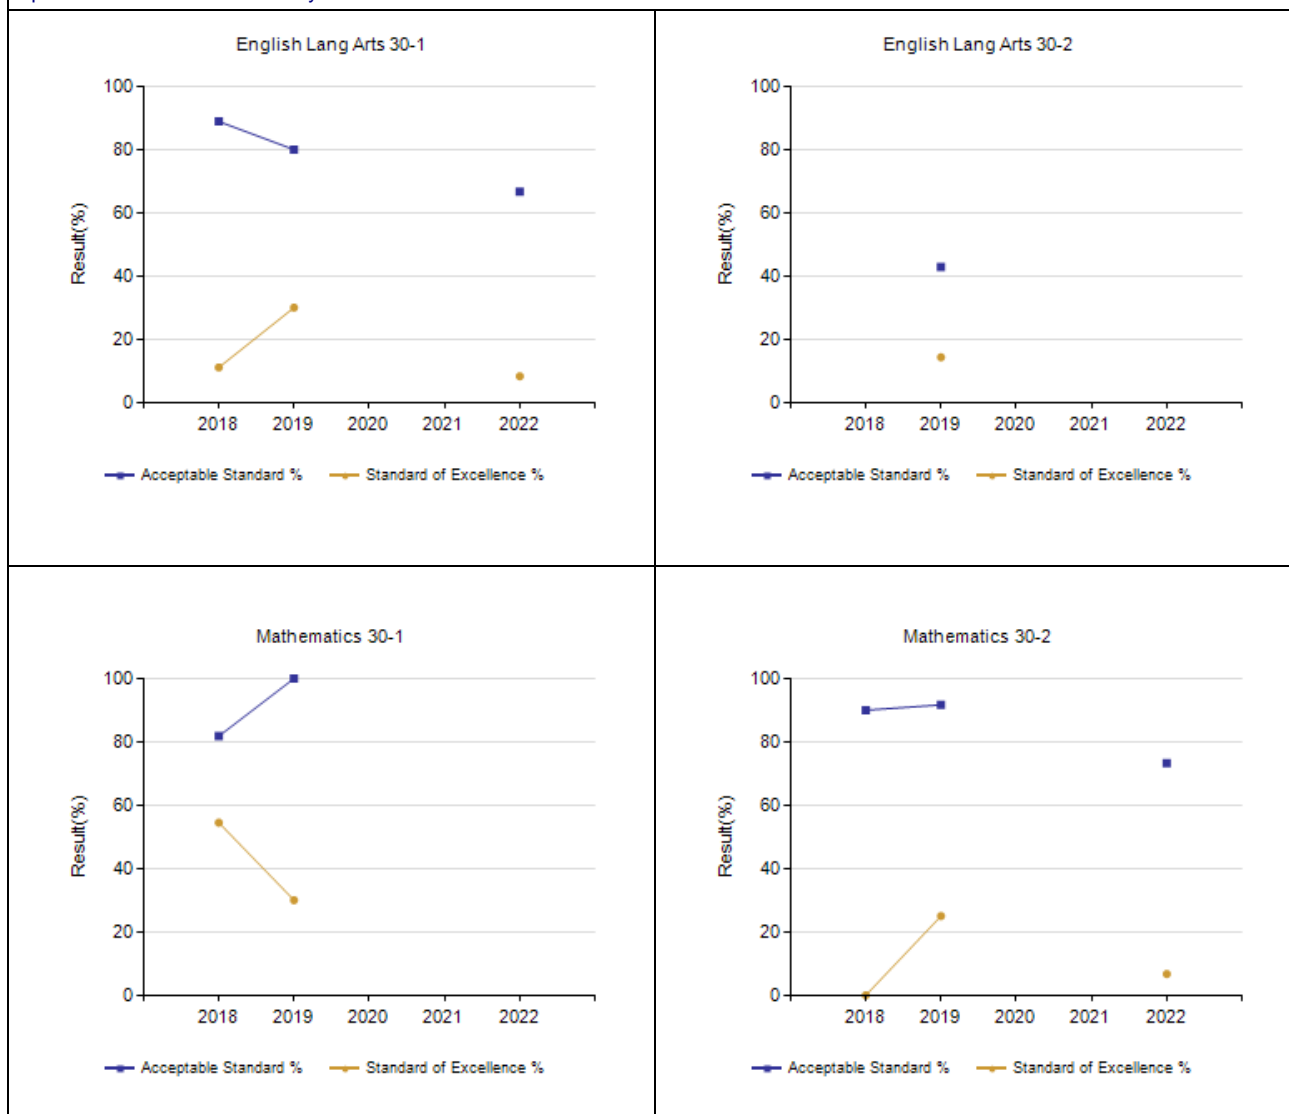 English Lang Arts 30-1
100
80
60
40
20
0
Result(%)
2018 2019 2020 2021 2022
Acceptable Standard % Standard of Excellence %
English Lang Arts 30-2
100
80
60
40
20
0
Result(%)
2018 2019 2020 2021 2022
Acceptable Standard % Standard of Excellence %
Mathematics 30-1
100
80
60
40
20
0
Result(%)
2018 2019 2020 2021 2022
Acceptable Standard % Standard of Excellence %
Mathematics 30-2
100
80
60
40
20
0
Result(%)
2018 2019 2020 2021 2022
Acceptable Standard % Standard of Excellence %